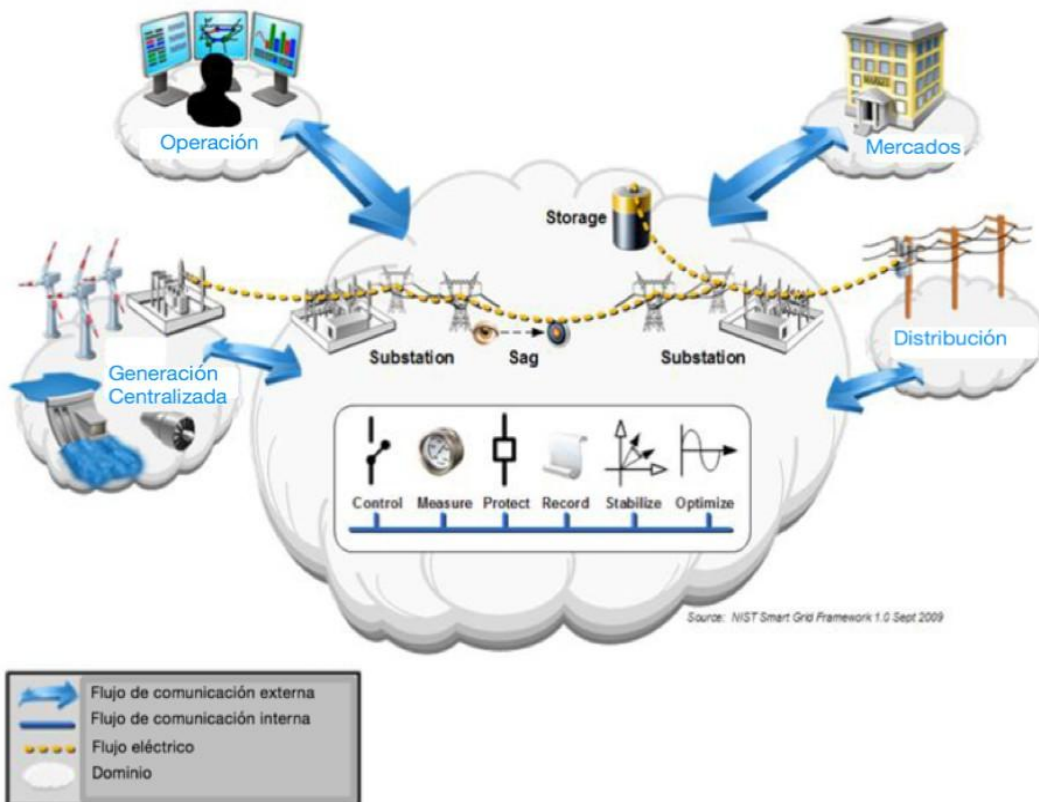 Operación
MARKET
Mercados
Storage
Substation
Sag
Substation
Distribución
Generación
Centralizada
Control
Measure
Protect
Record
Stabilize
Optimize
Source: NIST Smart Grid Framework 1.0 Sept 2009
Flujo de comunicación externa
Flujo de comunicación interna
Flujo eléctrico
Dominio